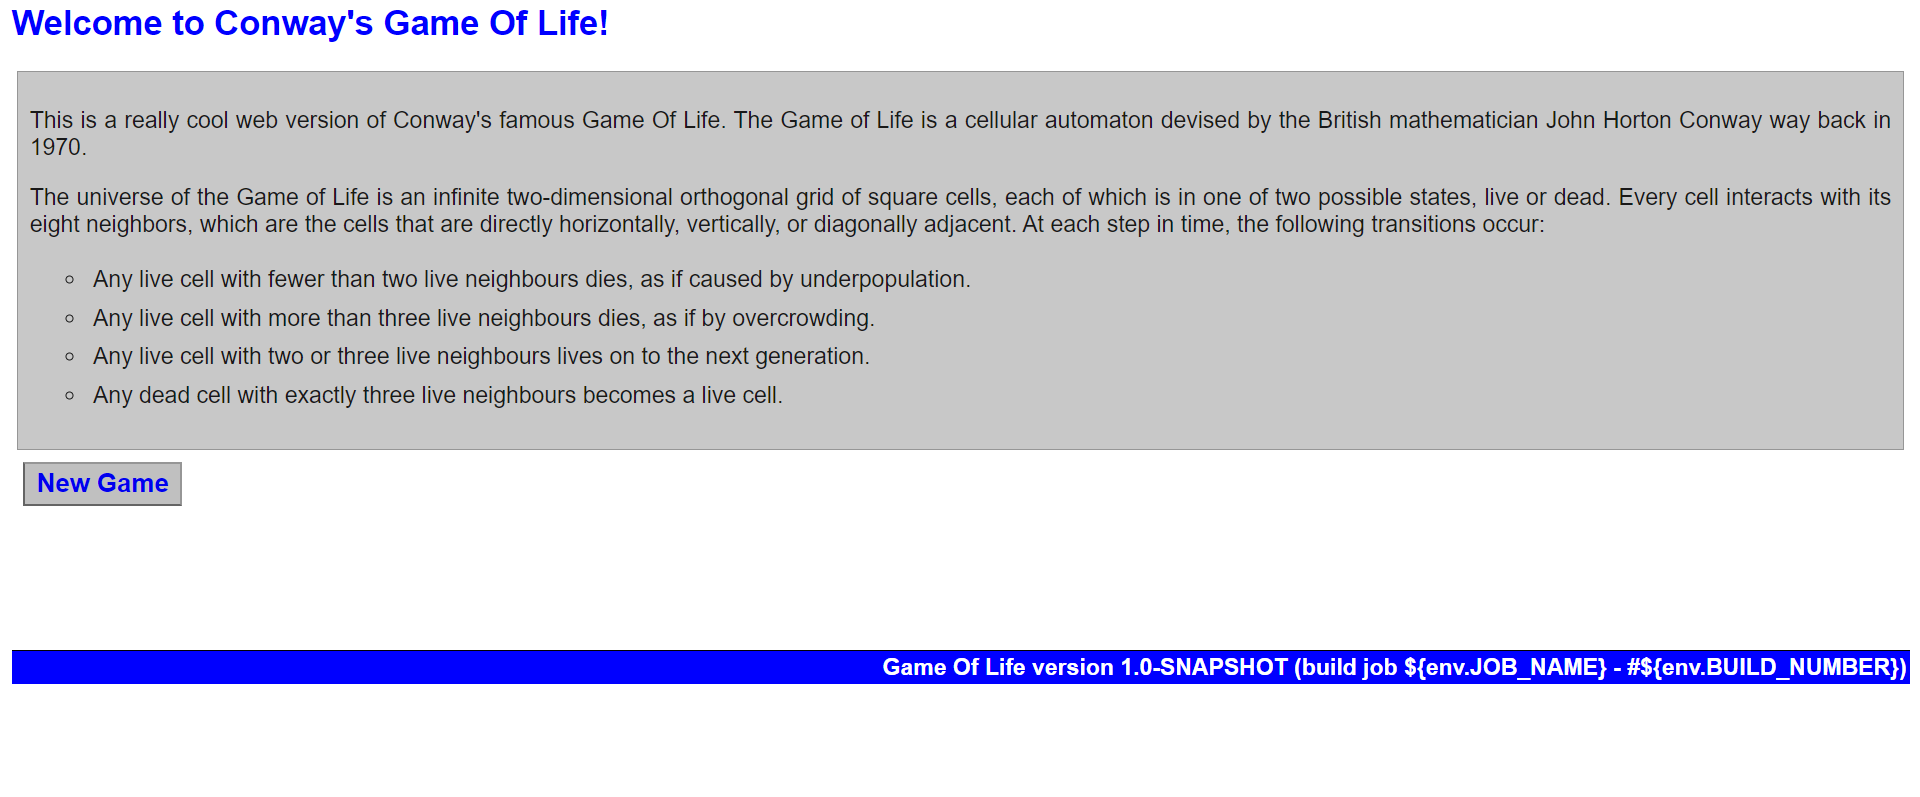 Welcome to Conway's Game Of Life!
This is a really cool web version of Conway's famous Game Of Life. The Game of Life is a cellular automaton devised by the British mathematician John Horton Conway way back in
1970.
The universe of the Game of Life is an infinite two-dimensional orthogonal grid of square cells, each of which is in one of two possible states, live or dead. Every cell interacts with its
eight neighbors, which are the cells that are directly horizontally, vertically, or diagonally adjacent. At each step in time, the following transitions occur:
Any live cell with fewer than two live neighbours dies, as if caused by underpopulation.
Any live cell with more than three live neighbours dies, as if by overcrowding.
Any live cell with two or three live neighbours lives on to the next generation.
Any dead cell with exactly three live neighbours becomes a live cell.
New Game
Game Of Life version 1.0-SNAPSHOT (build job ${env.JOB_NAME} - #${env.BUILD_NUMBER})